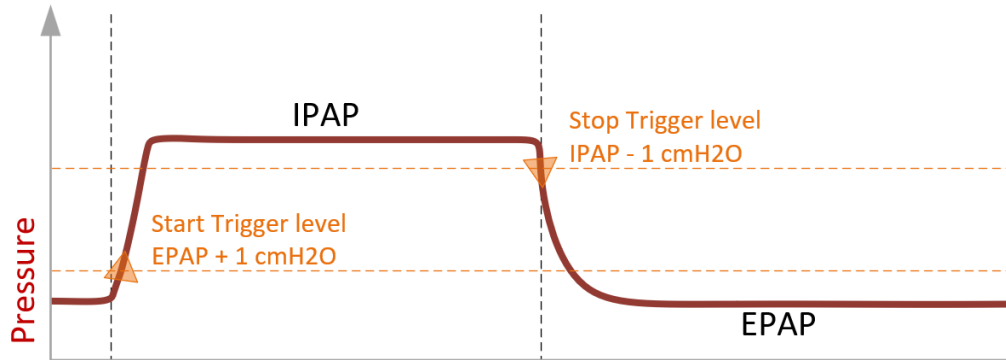 IPAP
Stop Trigger level
IPAP - 1 cmH2O
Start Trigger level
EPAP + 1 cmH2O
Pressure
EPAP